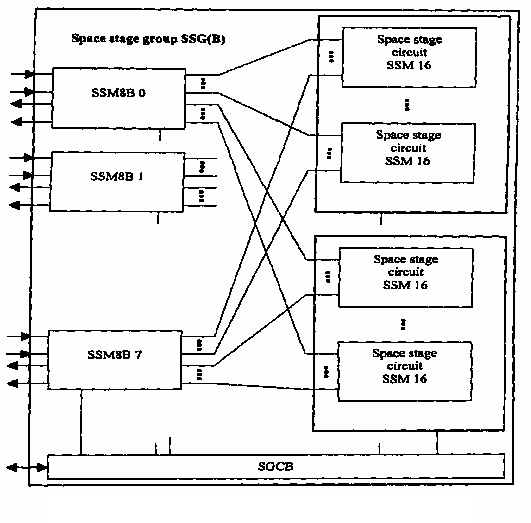 Space stage group SSG(B)
SSM8B 0
SSM8B 1
SSM8B 7
Space stage
circuit
SSM 16
Space stage
circuit
SSM 16
Space stage
circuit
SSM 16
Space stage
circuit
SSM 16
SGCB